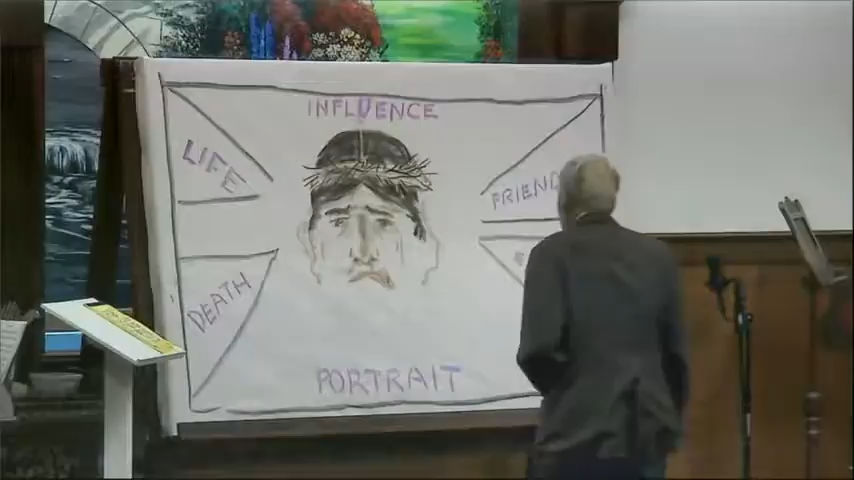 INFLUENCE
LIFE
FRIEND
DEATH
PORTRAIT